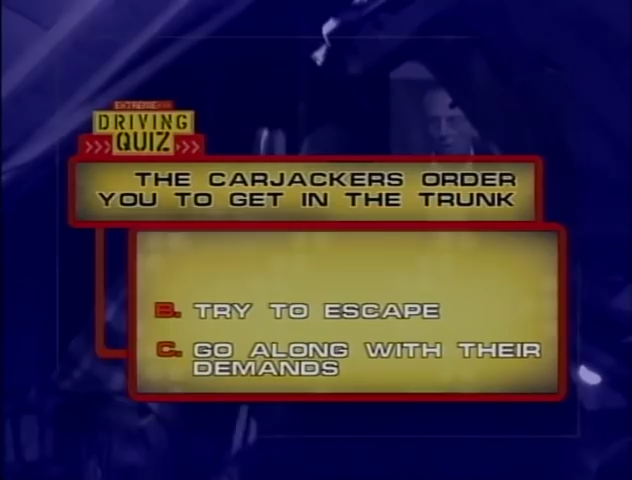 EXTREME
DRIVING
QUIZ
THE CARJACKERS ORDER
YOU TO GET IN THE TRUNK
B. TRY TO ESCAPE
C. GO ALONG WITH THEIR
DEMANDS